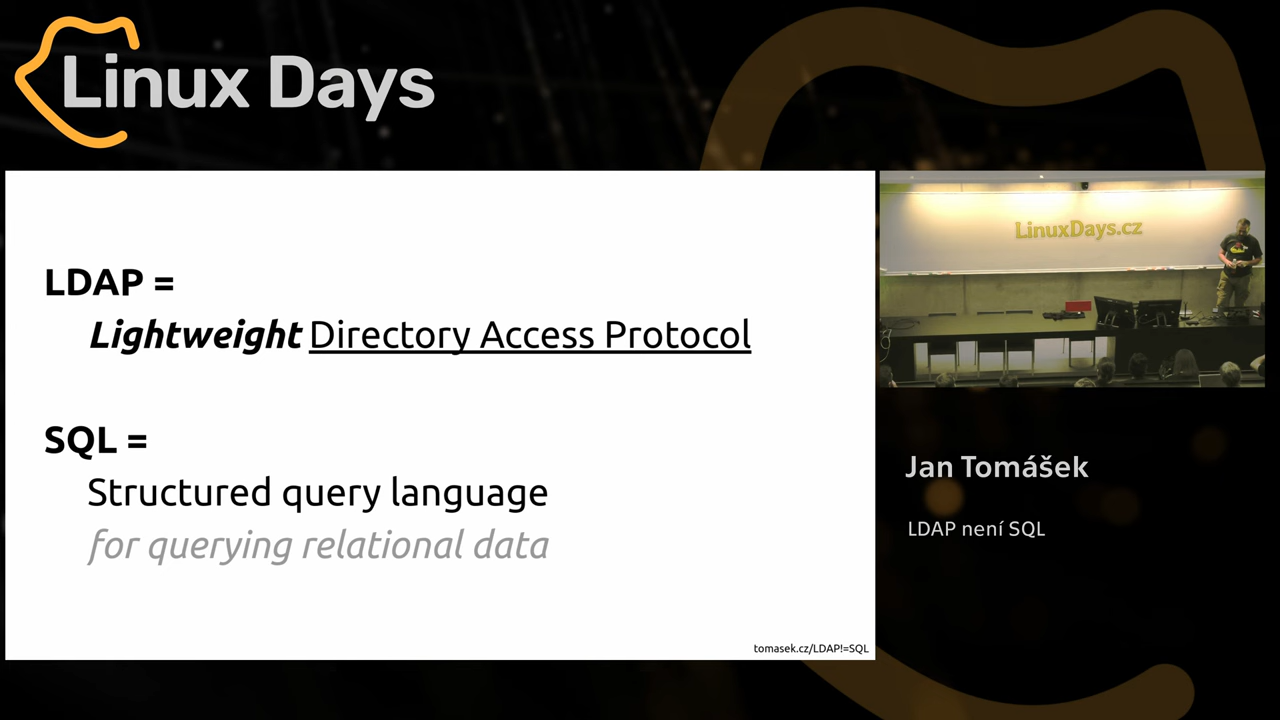 Linux Days
LDAP =
Lightweight Directory Access Protocol
SQL =
Structured query language
for querying relational data
tomasek.cz/LDAP!=SQL
LinuxDays.cz
Jan Tomášek
LDAP není SQL